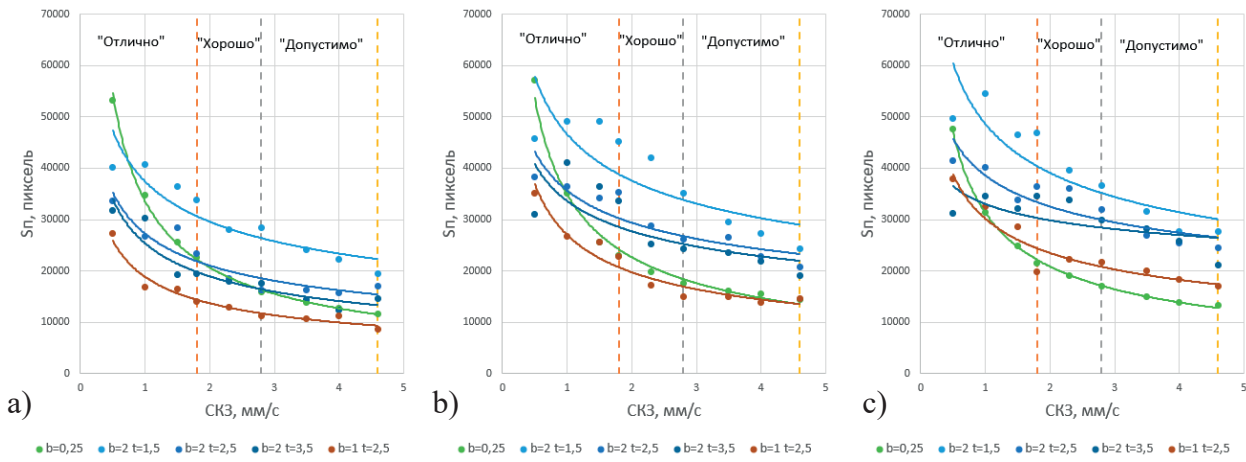 "Отлично" "Хорошо" "Допустимо"
70000
60000
50000
40000
30000
20000
10000
0
Sп, пиксель
0 1 2 3 4 5
СКЗ, мм/с
a)
b=0,25 b=2 t=1,5 b=2 t=2,5 b=2 t=3,5 b=1 t=2,5
"Отлично" "Хорошо" "Допустимо"
70000
60000
50000
40000
30000
20000
10000
0
Sп, пиксель
0 1 2 3 4 5
СКЗ, мм/с
b)
b=0,25 b=2 t=1,5 b=2 t=2,5 b=2 t=3,5 b=1 t=2,5
"Отлично" "Хорошо" "Допустимо"
70000
60000
50000
40000
30000
20000
10000
0
Sп, пиксель
0 1 2 3 4 5
СКЗ, мм/с
c)
b=0,25 b=2 t=1,5 b=2 t=2,5 b=2 t=3,5 b=1 t=2,5